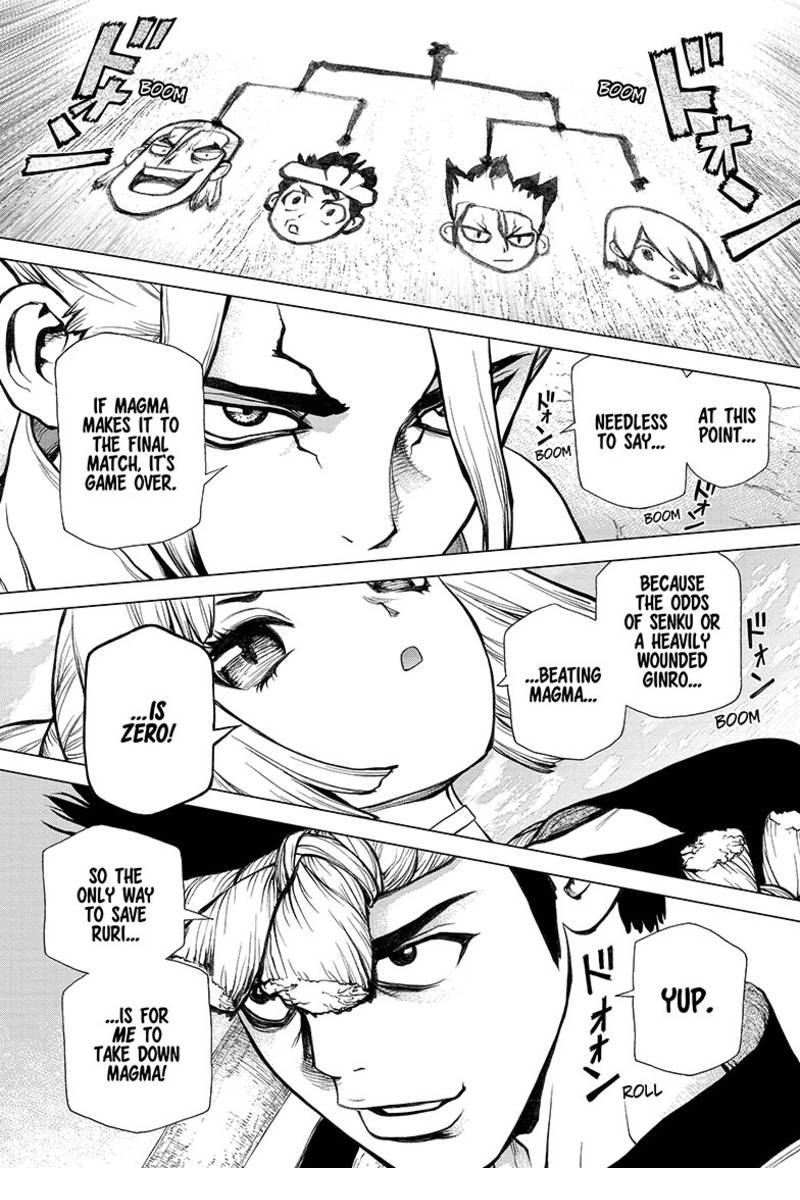 ドォン
BOOM
BOOM
ドォン
AT THIS
POINT...
NEEDLESS
TO SAY...
ドォン
BOOM
BOOM
ドォン
IF MAGMA
MAKES IT TO
THE FINAL
MATCH, IT'S
GAME OVER.
BECAUSE
THE ODDS
OF SENKU OR
A HEAVILY
WOUNDED
GINRO...
...BEATING
MAGMA...
ドォン
BOOM
...IS
ZERO!
YUP.
ドォォン
ROLL
SO THE
ONLY WAY
TO SAVE
RURI...
...IS FOR
ME TO
TAKE DOWN
MAGMA!